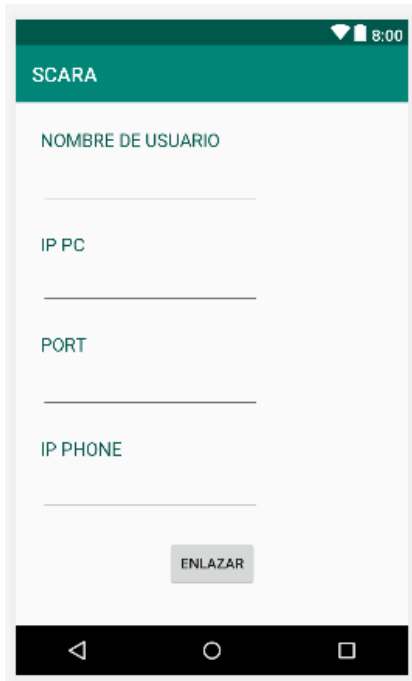 8:00
SCARA
NOMBRE DE USUARIO
IP PC
PORT
IP PHONE
ENLAZAR